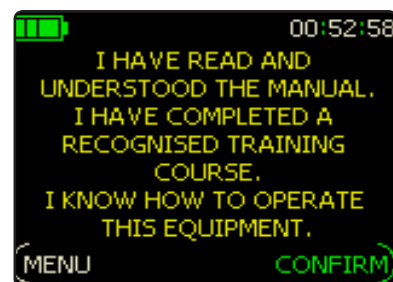 00:52:58
I HAVE READ AND
UNDERSTOOD THE MANUAL.
I HAVE COMPLETED A
RECOGNISED TRAINING
COURSE.
I KNOW HOW TO OPERATE
THIS EQUIPMENT.
MENU CONFIRM